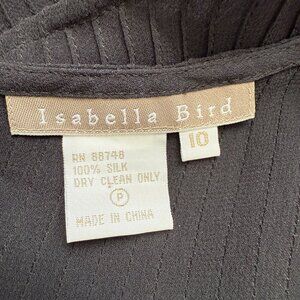 Isabella Bird
10
RN 88748
100% SILK
DRY CLEAN ONLY
P
MADE IN CHINA